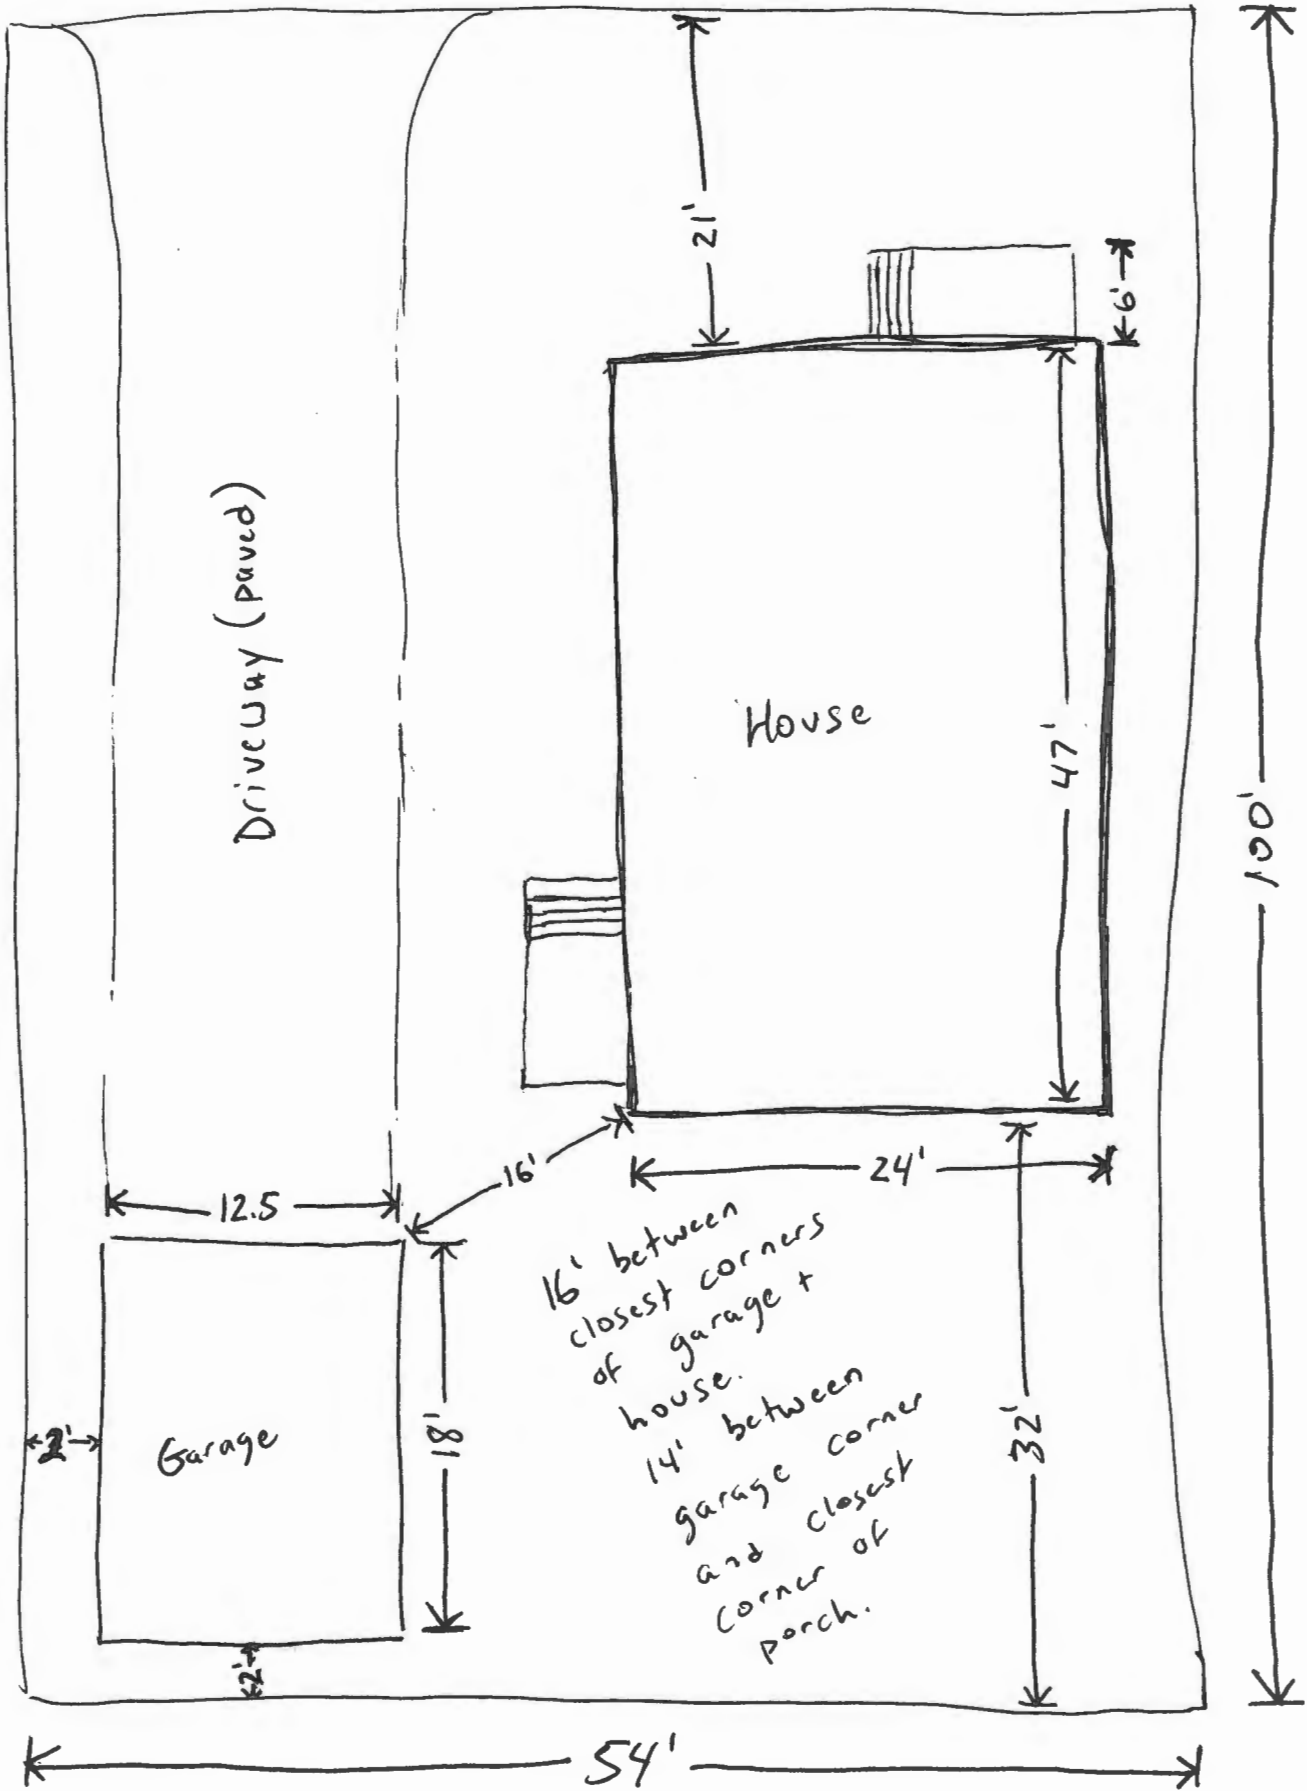 21'
6'
Driveway (paved)
House
47'
100'
16'
24'
12.5
16' between
closest corners
of garage +
house.
14' between
garage corner
and closest
corner of
porch.
2'
Garage
18'
32'
2'
54'